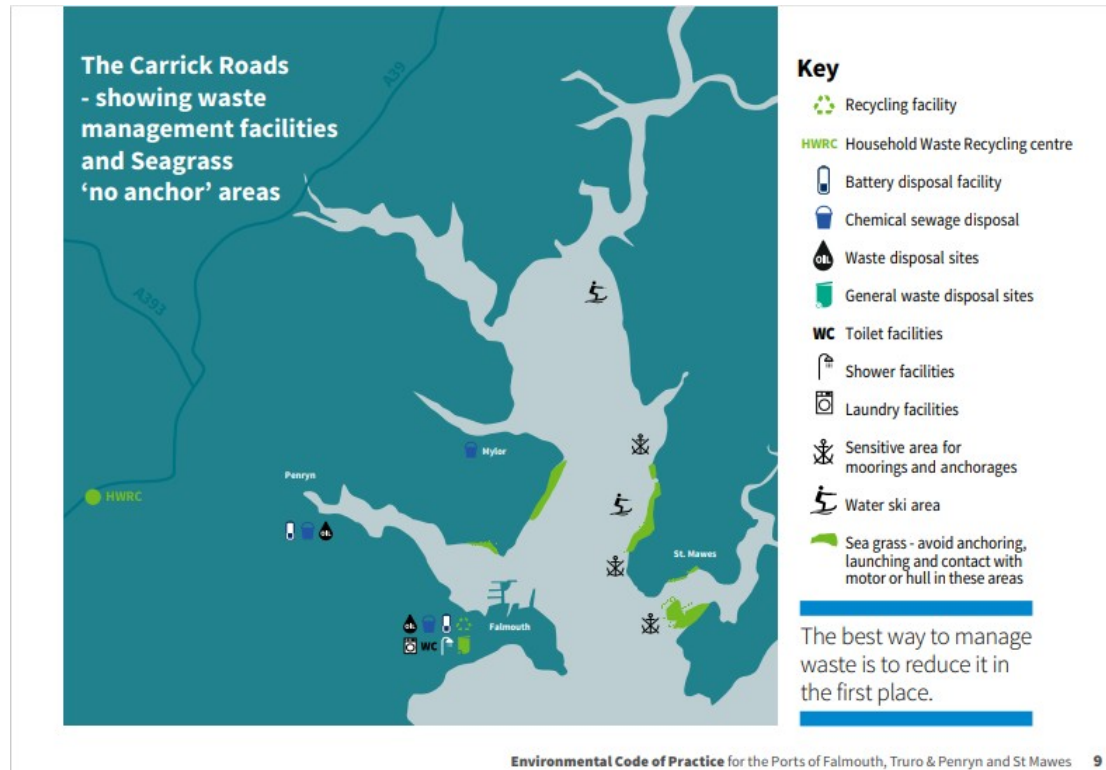 The Carrick Roads
- showing waste
management facilities
and Seagrass
‘no anchor’ areas
A39
A393
HWRC
Penryn
OIL
Mylor
St. Mawes
Falmouth
OIL
WC
Key
Recycling facility
HWRC Household Waste Recycling centre
Battery disposal facility
Chemical sewage disposal
OIL Waste disposal sites
General waste disposal sites
WC Toilet facilities
Shower facilities
Laundry facilities
Sensitive area for
moorings and anchorages
Water ski area
Sea grass - avoid anchoring,
launching and contact with
motor or hull in these areas
The best way to manage
waste is to reduce it in
the first place.
Environmental Code of Practice for the Ports of Falmouth, Truro & Penryn and St Mawes 9